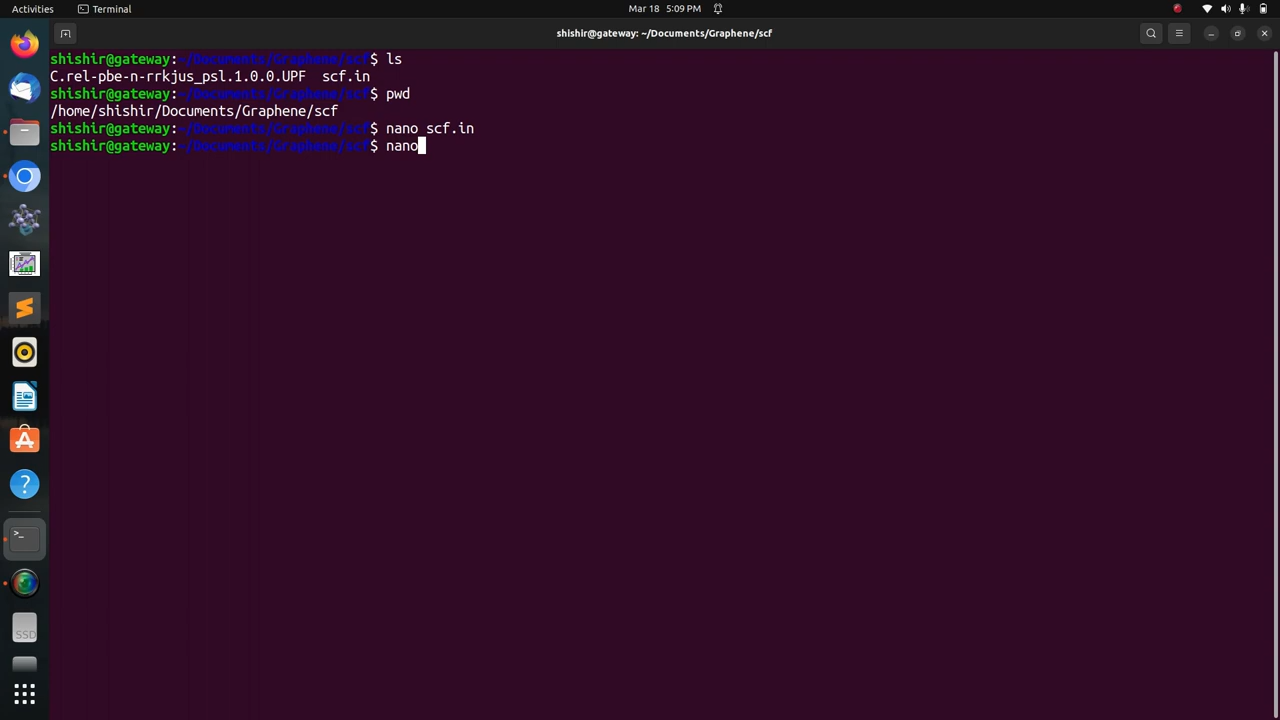 Activities
Terminal
Mar 18 5:09 PM
shishir@gateway: ~/Documents/Graphene/scf
shishir@gateway:~/Documents/Graphene/scf$ ls
C.rel-pbe-n-rrkjus_psl.1.0.0.UPF scf.in
shishir@gateway:~/Documents/Graphene/scf$ pwd
/home/shishir/Documents/Graphene/scf
shishir@gateway:~/Documents/Graphene/scf$ nano scf.in
shishir@gateway:~/Documents/Graphene/scf$ nano
SSD